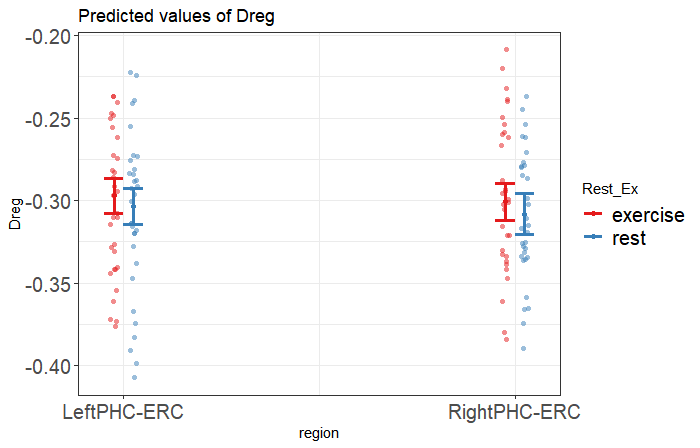 Predicted values of Dreg
-0.20
-0.25
-0.30
-0.35
-0.40
Dreg
LeftPHC-ERC
RightPHC-ERC
region
Rest_Ex
exercise
rest